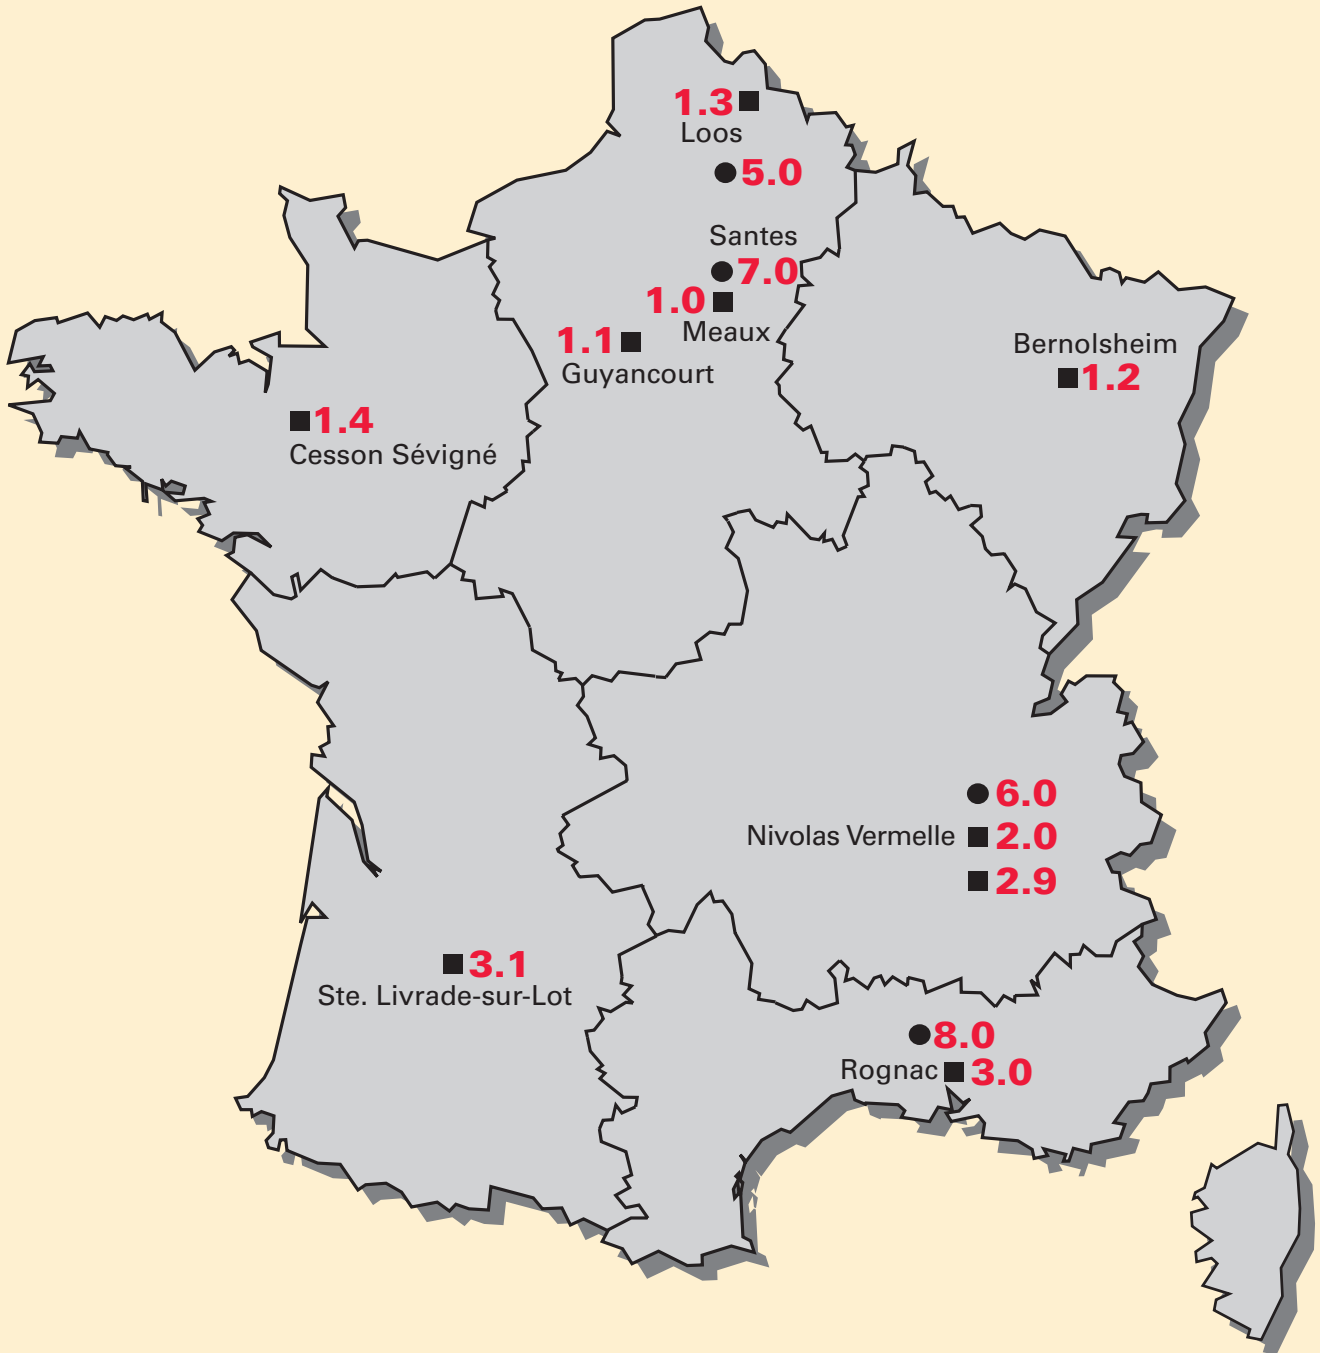 1.3
Loos
5.0
Santes
7.0
1.0
Meaux
1.1
Guyancourt
Bernolsheim
1.2
1.4
Cesson Sévigné
6.0
Nivolas Vermelle 2.0
2.9
3.1
Ste. Livrade-sur-Lot
8.0
Rognac 3.0